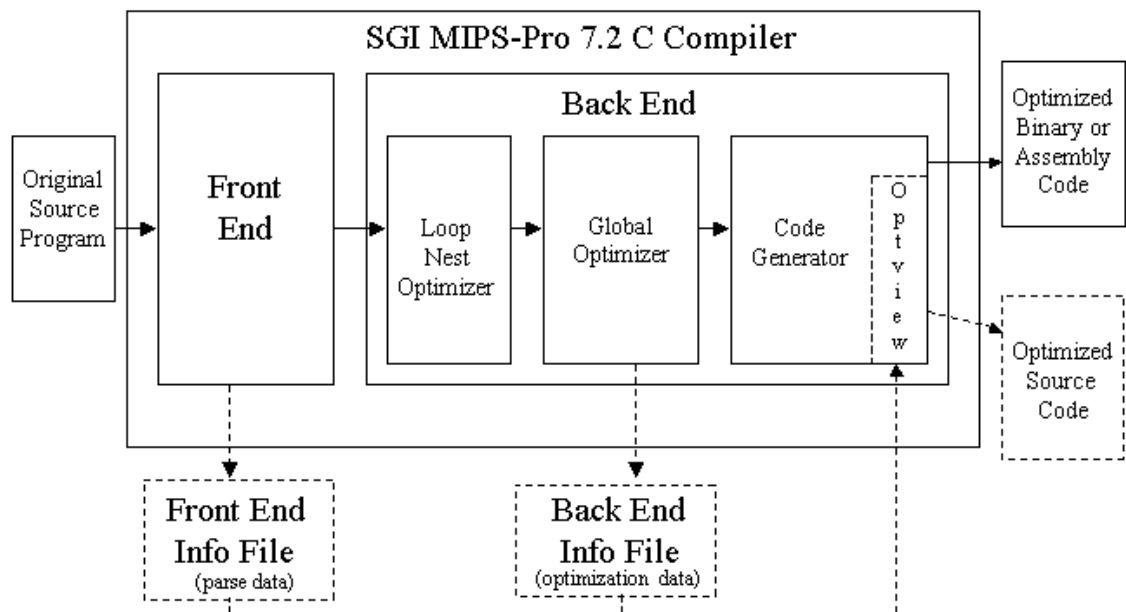 SGI MIPS-Pro 7.2 C Compiler
Back End
Original
Source
Program
Front
End
Loop
Nest
Optimizer
Global
Optimizer
Code
Generator
Optview
Optimized
Binary or
Assembly
Code
Optimized
Source
Code
Front End
Info File
(parse data)
Back End
Info File
(optimization data)